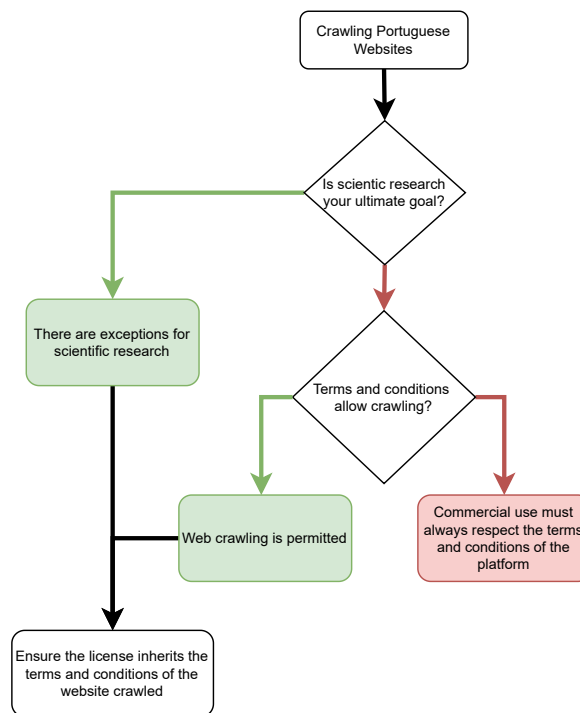 Crawling Portuguese
Websites
Is scientic research
your ultimate goal?
There are exceptions for
scientific research
Terms and conditions
allow crawling?
Web crawling is permitted
Commercial use must
always respect the terms
and conditions of the
platform
Ensure the license inherits the
terms and conditions of the
website crawled